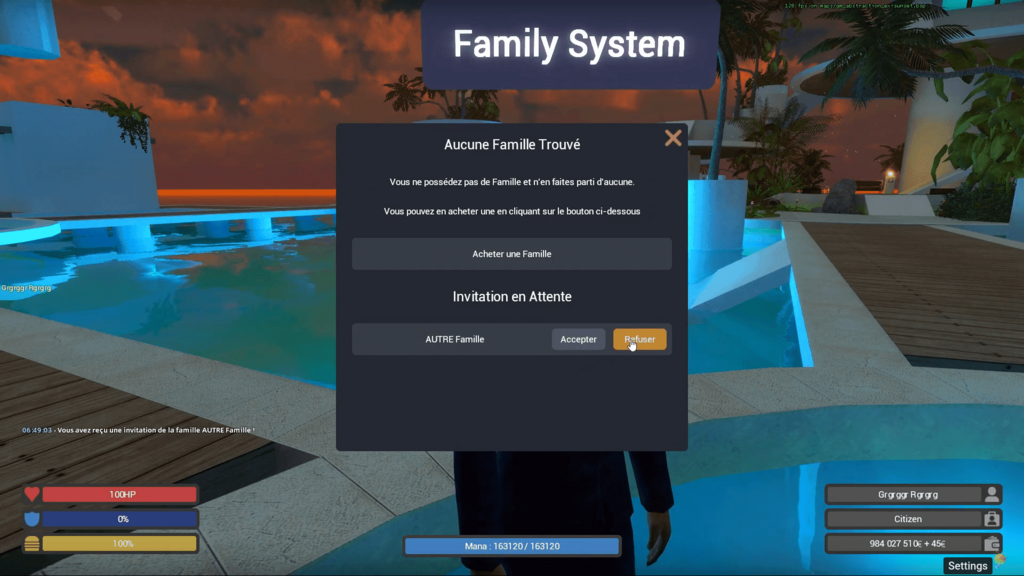 Family System
Aucune Famille Trouvé
Vous ne possédez pas de Famille et n'en faites parti d'aucune.
Vous pouvez en acheter une en cliquant sur le bouton ci-dessous
Acheter une Famille
Invitation en Attente
AUTRE Famille
Accepter
Refuser
Grgrggr Rgrgrg
06:49:03 - Vous avez reçu une invitation de la famille AUTRE Famille !
100HP
0%
100%
Mana : 163120 / 163120
Grgrggr Rgrgrg
Citizen
984 027 510€ + 45€
Settings